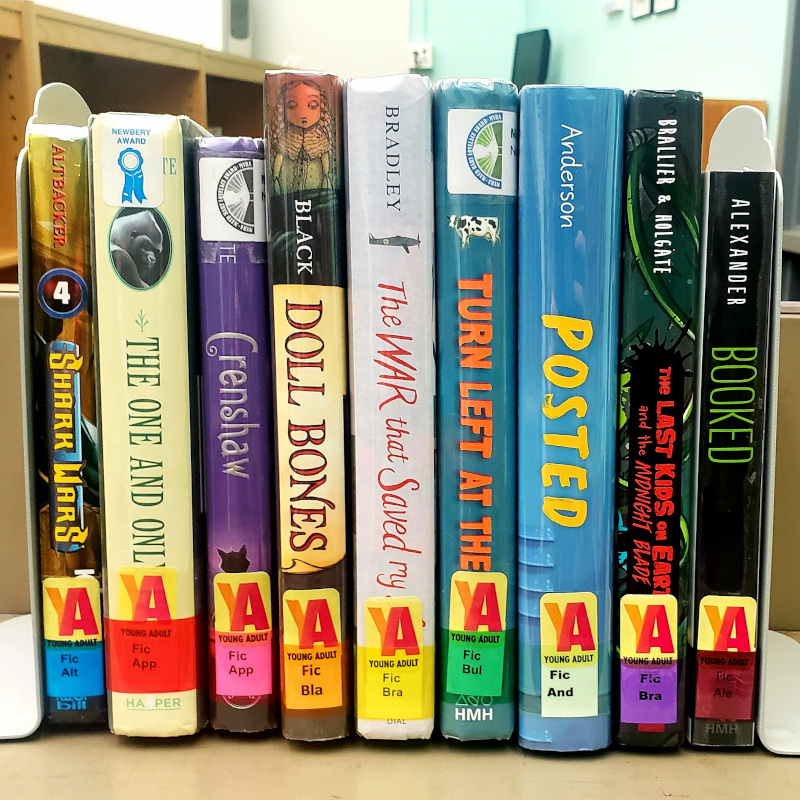 ALTBACKER
4
SHARK WARS
YA
YOUNG ADULT
Fic
Alt
NEWBERY
AWARD
THE ONE AND ONLY
YA
YOUNG ADULT
Fic
App
HARPER
TE
Crenshaw
YA
YOUNG ADULT
Fic
App
BLACK
DOLL BONES
YA
YOUNG ADULT
Fic
Bla
BRADLEY
The WAR that Saved my
YA
YOUNG ADULT
Fic
Bra
DIAL
TURN LEFT AT THE
YA
YOUNG ADULT
Fic
Bul
HMH
Anderson
POSTED
YA
YOUNG ADULT
Fic
And
BRALLIER & HOLGATE
THE LAST KIDS ON EARTH
and the MIDNIGHT BLADE
YA
YOUNG ADULT
Fic
Bra
ALEXANDER
BOOKED
YA
YOUNG ADULT
Fic
Ale
HMH